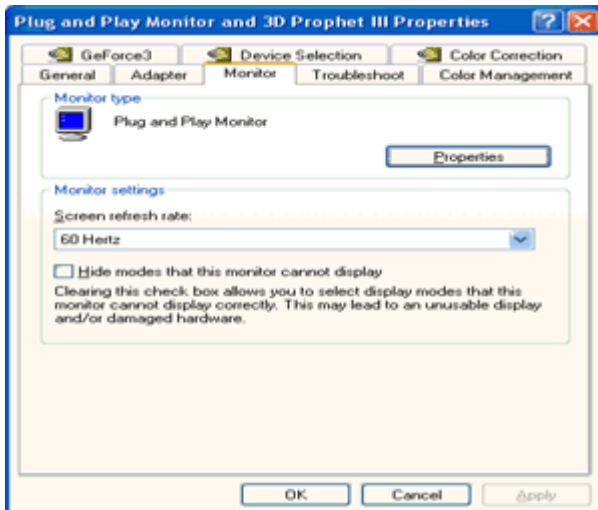 Plug and Play Monitor and 3D Prophet III Properties
GeForce3 Device Selection Color Correction
General Adapter Monitor Troubleshoot Color Management
Monitor type
Plug and Play Monitor
Properties
Monitor settings
Screen refresh rate:
60 Hertz
Hide modes that this monitor cannot display
Clearing this check box allows you to select display modes that this
monitor cannot display correctly. This may lead to an unusable display
and/or damaged hardware.
OK Cancel Apply